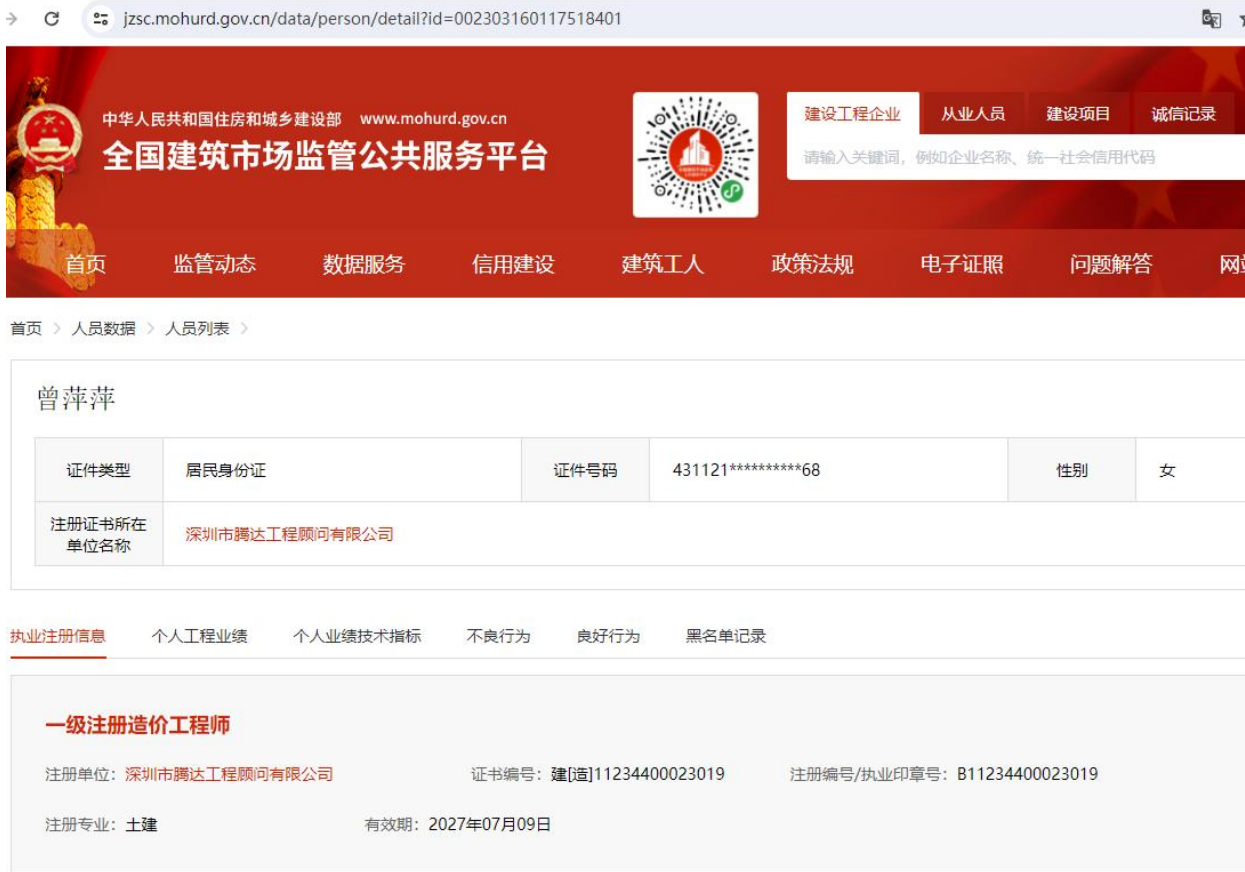 jzsc.mohurd.gov.cn/data/person/detail?id=002303160117518401
中华人民共和国住房和城乡建设部 www.mohurd.gov.cn
全国建筑市场监管公共服务平台
建设工程企业 从业人员 建设项目 诚信记录
请输入关键词，例如企业名称、统一社会信用代码
首页 监管动态 数据服务 信用建设 建筑工人 政策法规 电子证照 问题解答
首页 > 人员数据 > 人员列表 >
曾萍萍
证件类型 居民身份证 证件号码 431121**********68 性别 女
注册证书所在
单位名称 深圳市腾达工程顾问有限公司
执业注册信息 个人工程业绩 个人业绩技术指标 不良行为 良好行为 黑名单记录
一级注册造价工程师
注册单位：深圳市腾达工程顾问有限公司 证书编号：建[造]11234400023019 注册编号/执业印章号：B11234400023019
注册专业：土建 有效期：2027年07月09日